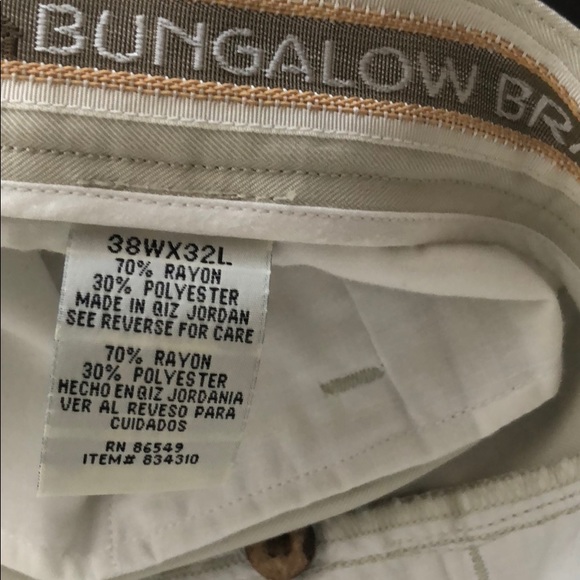 BUNGALOW BRA
38WX32L
70% RAYON
30% POLYESTER
MADE IN QIZ JORDAN
SEE REVERSE FOR CARE
70% RAYON
30% POLYESTER
HECHO EN QIZ JORDANIA
VER AL REVESO PARA
CUIDADOS
RN 86549
ITEM# 834310